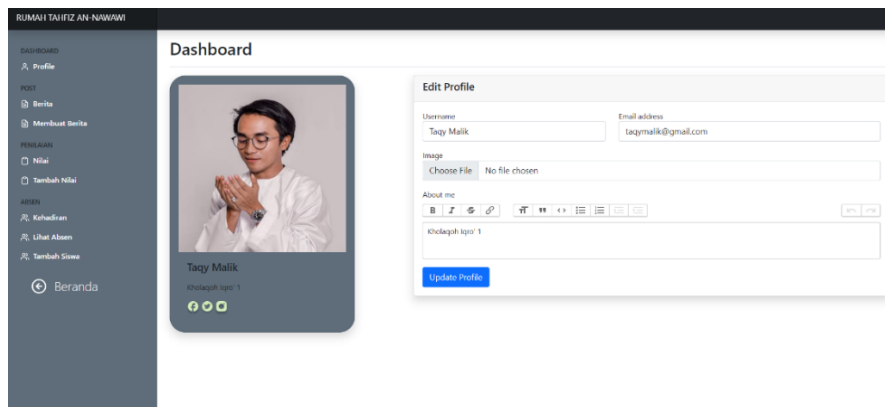 RUMAH TAHFIZ AN-NAWAWI
DASHBOARD
Profile
POST
Berita
Membuat Berita
PENILAIAN
Nilai
Tambah Nilai
ABSEN
Kehadiran
Lihat Absen
Tambah Siswa
Beranda
Dashboard
Taqy Malik
Kholaqoh Iqro' 1
Edit Profile
Username
Email address
Taqy Malik
taqymalik@gmail.com
Image
Choose File No file chosen
About me
Kholaqoh Iqro' 1
Update Profile